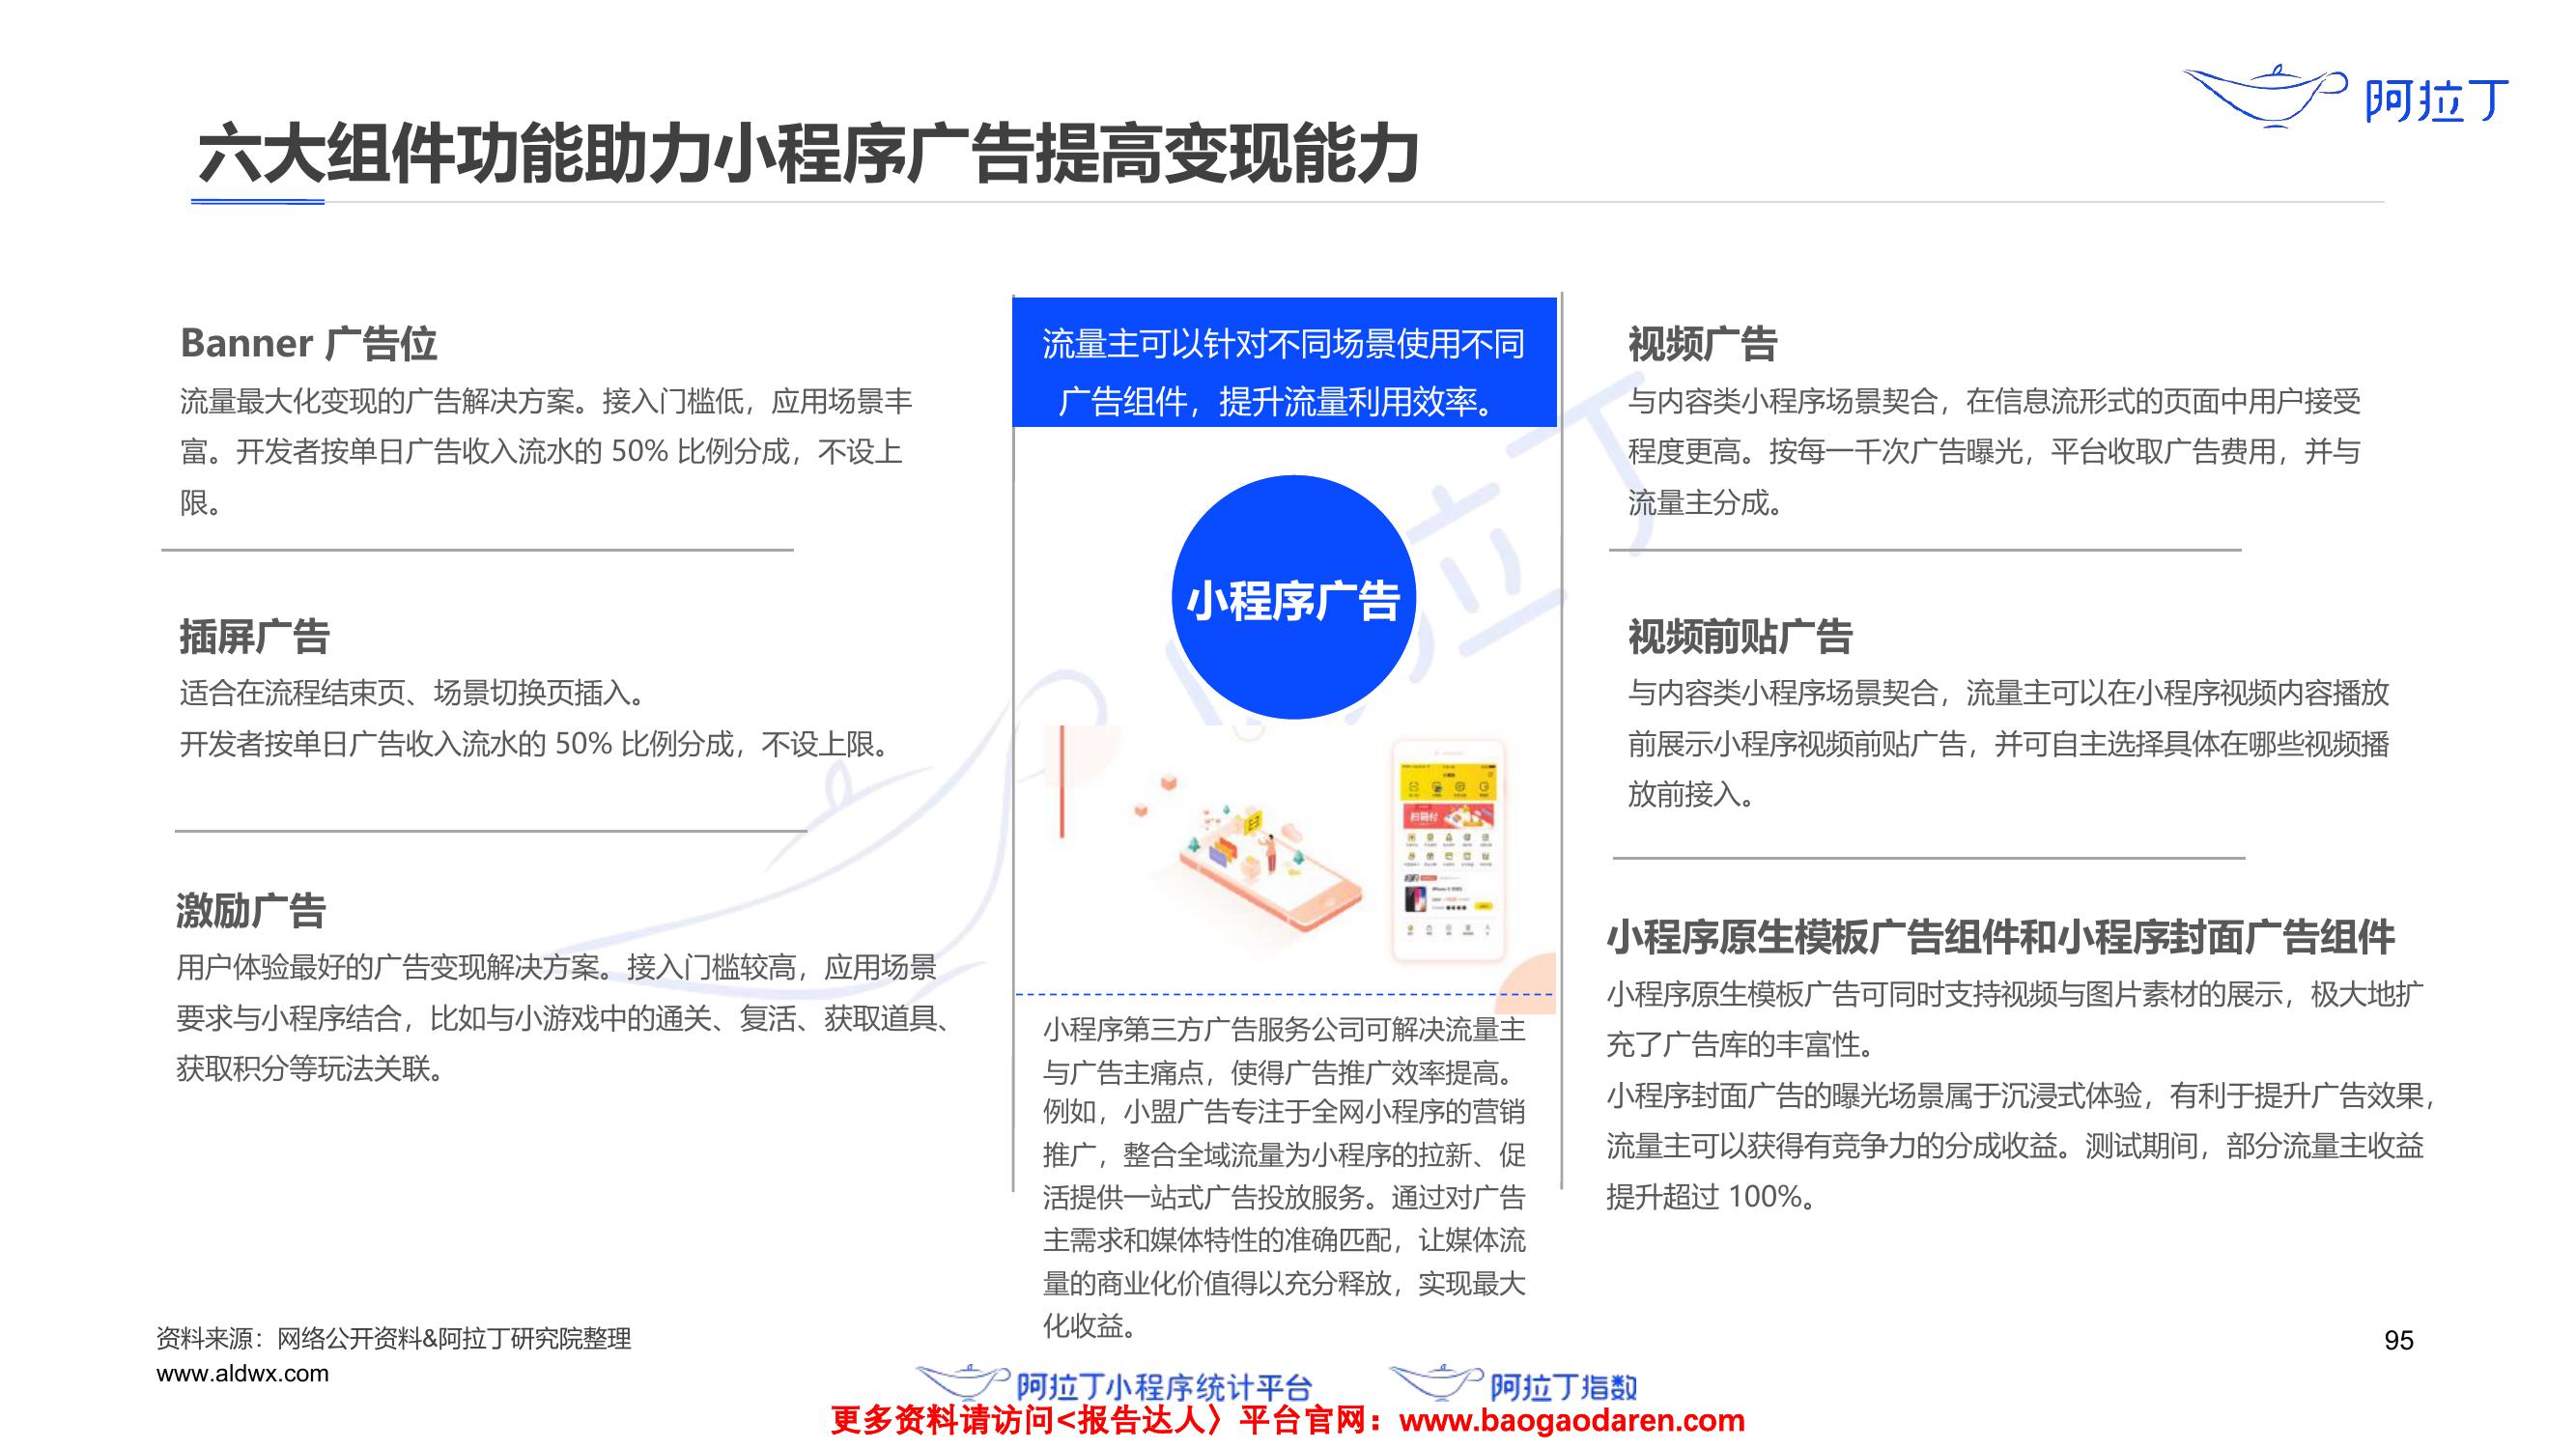 阿拉丁
六大组件功能助力小程序广告提高变现能力
Banner 广告位
流量最大化变现的广告解决方案。接入门槛低，应用场景丰
富。开发者按单日广告收入流水的 50% 比例分成，不设上
限。
插屏广告
适合在流程结束页、场景切换页插入。
开发者按单日广告收入流水的 50% 比例分成，不设上限。
激励广告
用户体验最好的广告变现解决方案。接入门槛较高，应用场景
要求与小程序结合，比如与小游戏中的通关、复活、获取道具、
获取积分等玩法关联。
流量主可以针对不同场景使用不同
广告组件，提升流量利用效率。
小程序广告
扫码付
小程序第三方广告服务公司可解决流量主
与广告主痛点，使得广告推广效率提高。
例如，小盟广告专注于全网小程序的营销
推广，整合全域流量为小程序的拉新、促
活提供一站式广告投放服务。通过对广告
主需求和媒体特性的准确匹配，让媒体流
量的商业化价值得以充分释放，实现最大
化收益。
视频广告
与内容类小程序场景契合，在信息流形式的页面中用户接受
程度更高。按每一千次广告曝光，平台收取广告费用，并与
流量主分成。
视频前贴广告
与内容类小程序场景契合，流量主可以在小程序视频内容播放
前展示小程序视频前贴广告，并可自主选择具体在哪些视频播
放前接入。
小程序原生模板广告组件和小程序封面广告组件
小程序原生模板广告可同时支持视频与图片素材的展示，极大地扩
充了广告库的丰富性。
小程序封面广告的曝光场景属于沉浸式体验，有利于提升广告效果，
流量主可以获得有竞争力的分成收益。测试期间，部分流量主收益
提升超过 100%。
资料来源：网络公开资料&阿拉丁研究院整理
www.aldwx.com
95
阿拉丁小程序统计平台
阿拉丁指数
更多资料请访问<报告达人〉平台官网：www.baogaodaren.com